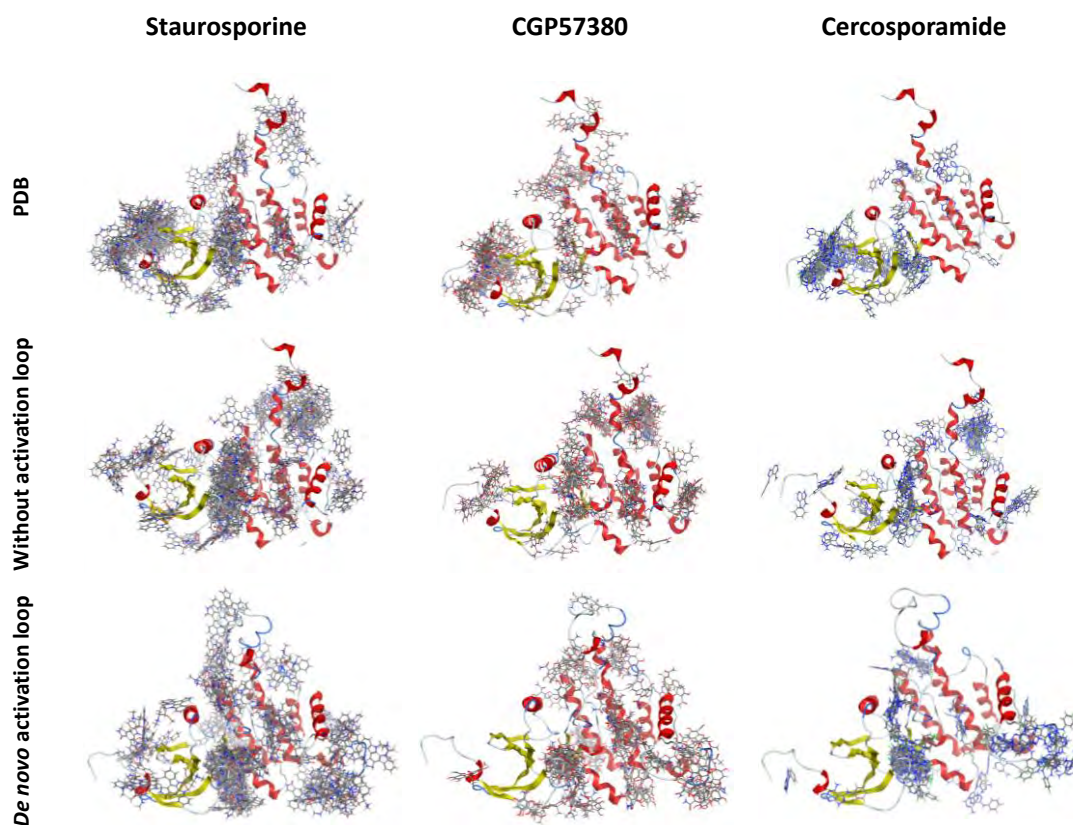 Staurosporine CGP57380 Cercosporamide
PDB
Without activation loop
De novo activation loop